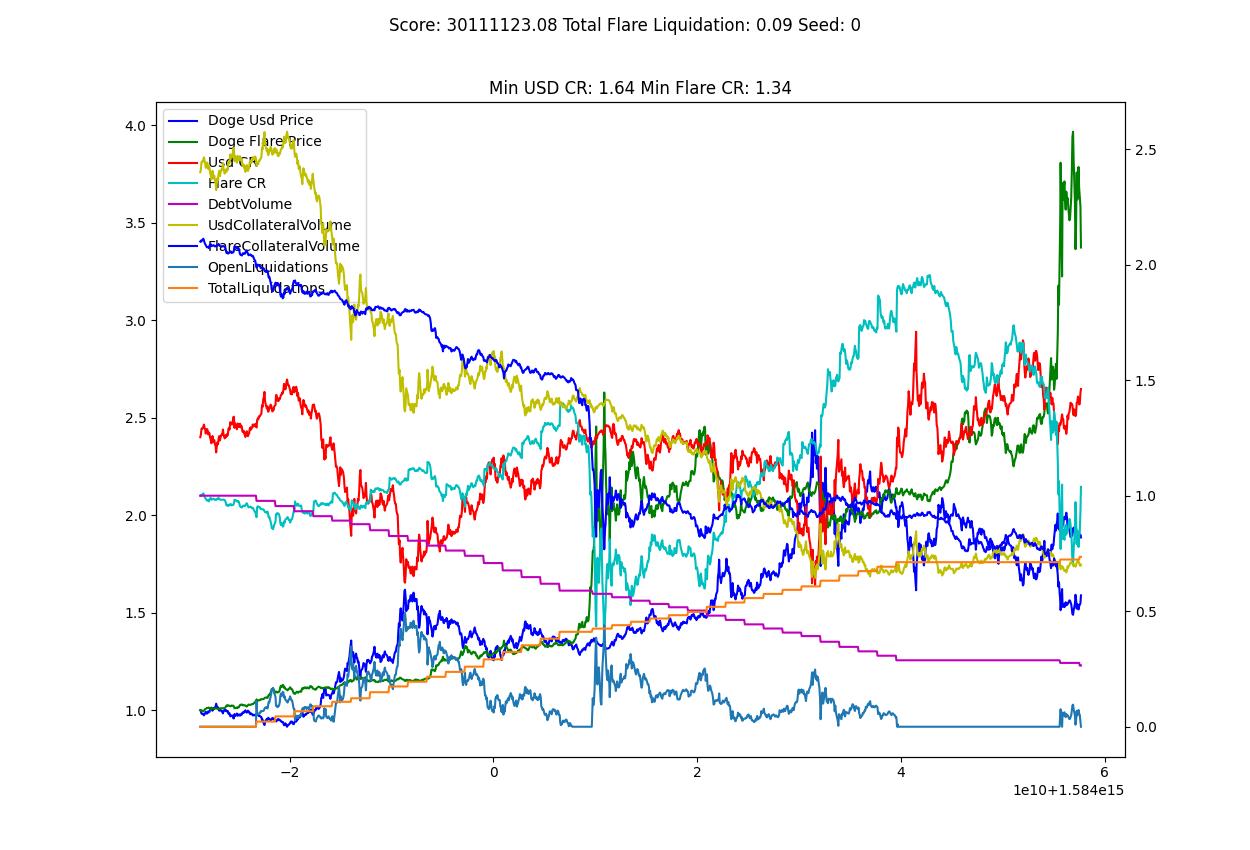 Score: 30111123.08 Total Flare Liquidation: 0.09 Seed: 0
Min USD CR: 1.64 Min Flare CR: 1.34
Doge Usd Price
Doge Flare Price
Usd CR
Flare CR
DebtVolume
UsdCollateralVolume
FlareCollateralVolume
OpenLiquidations
TotalLiquidations
4.0
3.5
3.0
2.5
2.0
1.5
1.0
2.5
2.0
1.5
1.0
0.5
0.0
−2
0
2
4
6
1e10+1.584e15